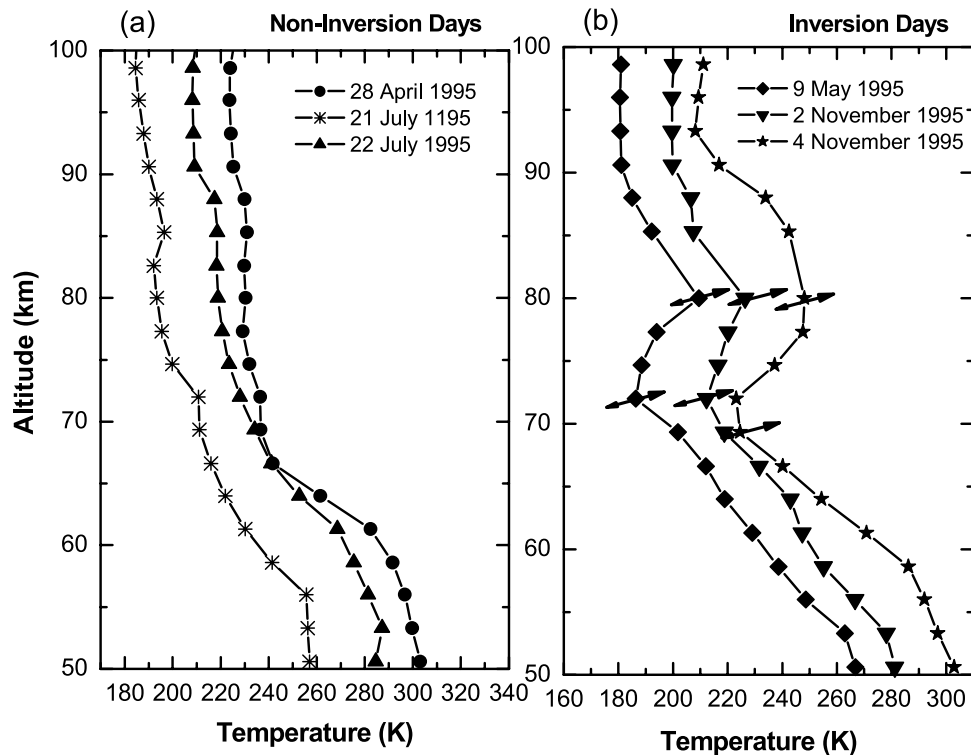 (a) Non-Inversion Days
100
90
80
70
60
50
Altitude (km)
28 April 1995
21 July 1195
22 July 1995
180 200 220 240 260 280 300 320 340
Temperature (K)
(b) Inversion Days
100
90
80
70
60
50
9 May 1995
2 November 1995
4 November 1995
160 180 200 220 240 260 280 300
Temperature (K)